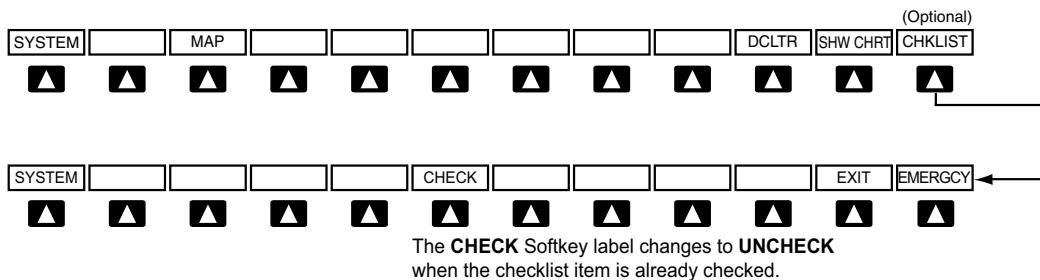 (Optional)
SYSTEM MAP DCLTR SHW CHRT CHKLIST
SYSTEM CHECK EXIT EMERGCY
The CHECK Softkey label changes to UNCHECK
when the checklist item is already checked.